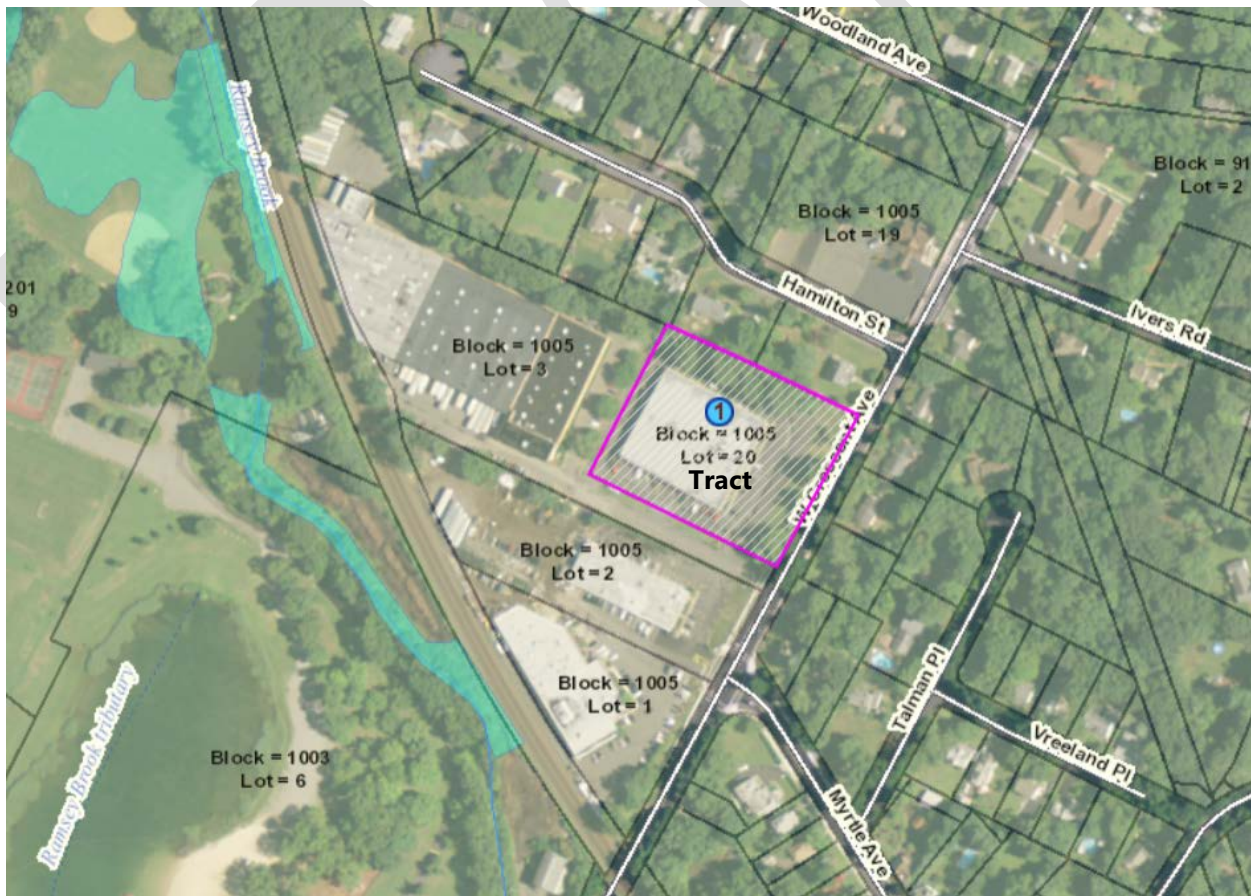 Woodland Ave
Ramsey Brook
Block = 91
Lot = 2
Block = 1005
Lot = 19
201
9
Hamilton St
Ivers Rd
Block = 1005
Lot = 3
1
Block = 1005
Lot = 20
Tract
W Crescent Ave
Block = 1005
Lot = 2
Block = 1005
Lot = 1
Talman Pl
Vreeland Pl
Block = 1003
Lot = 6
Ramsey Brook tributary
Myrtle Ave